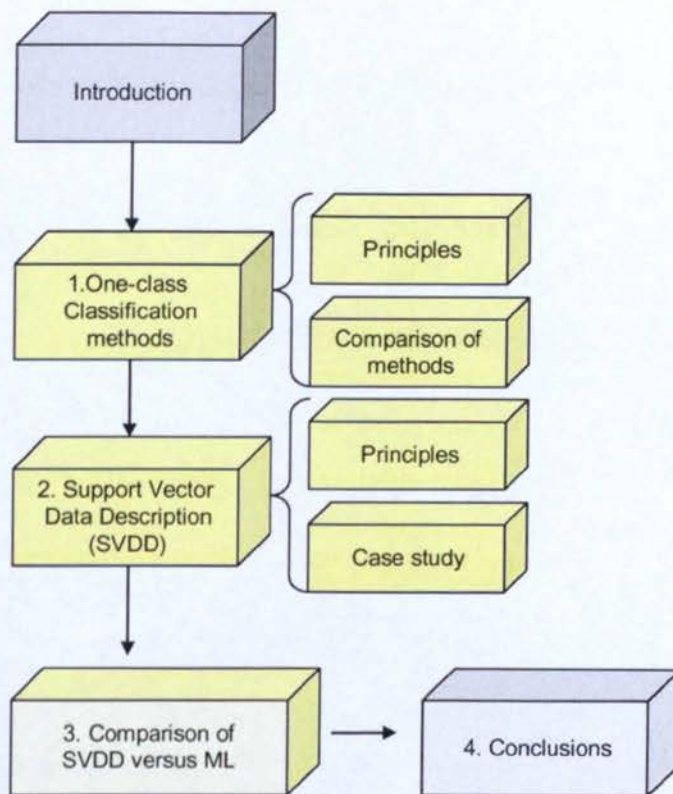 Introduction
1.One-class
Classification
methods
Principles
Comparison of
methods
2. Support Vector
Data Description
(SVDD)
Principles
Case study
3. Comparison of
SVDD versus ML
4. Conclusions